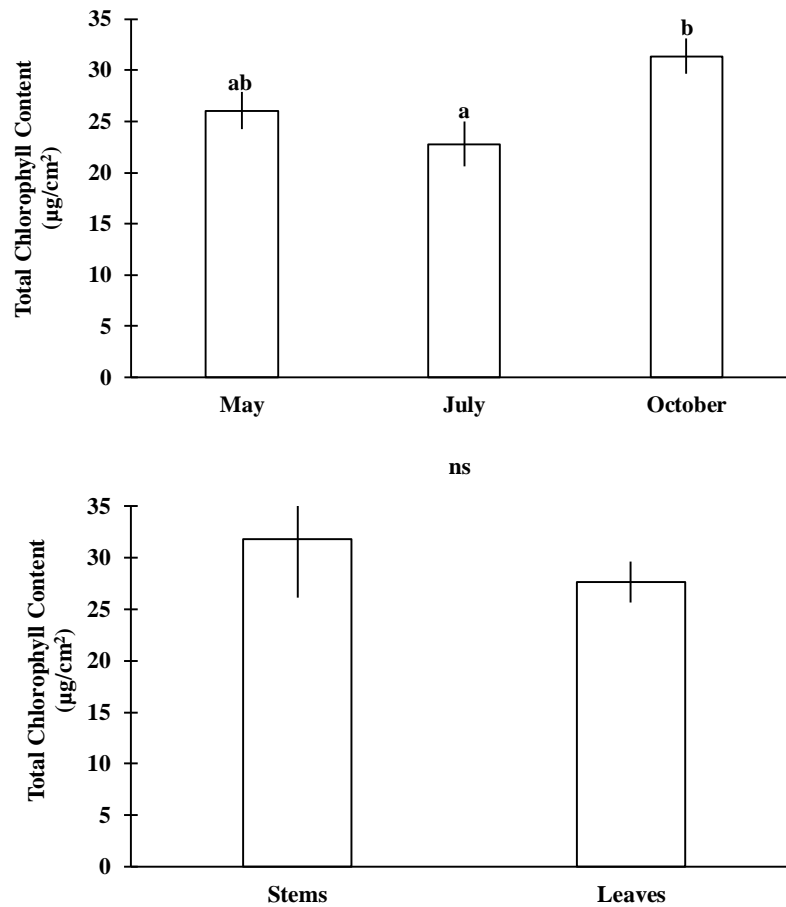 35
30
25
20
15
10
5
0
Total Chlorophyll Content
(µg/cm²)
ab
a
b
May July October
ns
35
30
25
20
15
10
5
0
Total Chlorophyll Content
(µg/cm²)
Stems Leaves